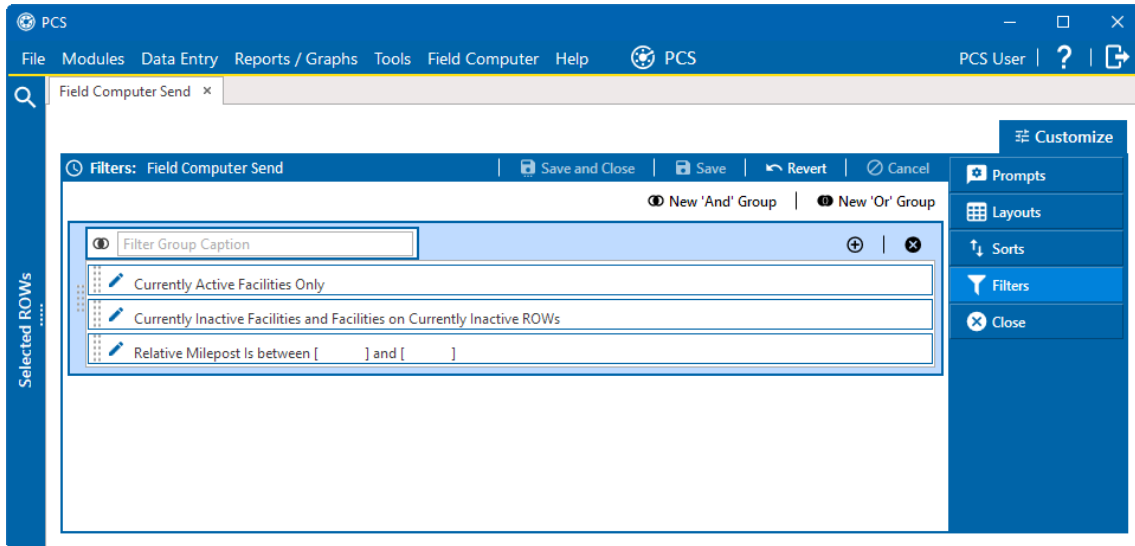 PCS
File Modules Data Entry Reports / Graphs Tools Field Computer Help PCS PCS User | ? |
Field Computer Send ×
Customize
Filters: Field Computer Send | Save and Close | Save | Revert | Cancel
New 'And' Group | New 'Or' Group
Filter Group Caption
Currently Active Facilities Only
Currently Inactive Facilities and Facilities on Currently Inactive ROWs
Relative Milepost Is between [ ] and [ ]
Prompts
Layouts
Sorts
Filters
Close
Selected ROWs